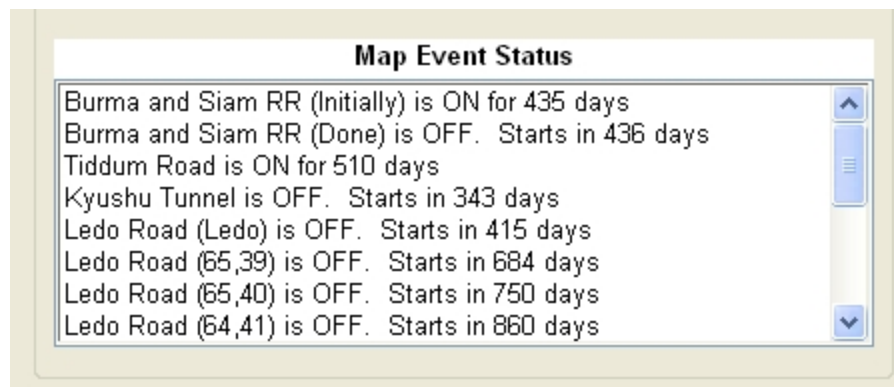 Map Event Status
Burma and Siam RR (Initially) is ON for 435 days
Burma and Siam RR (Done) is OFF.  Starts in 436 days
Tiddum Road is ON for 510 days
Kyushu Tunnel is OFF.  Starts in 343 days
Ledo Road (Ledo) is OFF.  Starts in 415 days
Ledo Road (65,39) is OFF.  Starts in 684 days
Ledo Road (65,40) is OFF.  Starts in 750 days
Ledo Road (64,41) is OFF.  Starts in 860 days